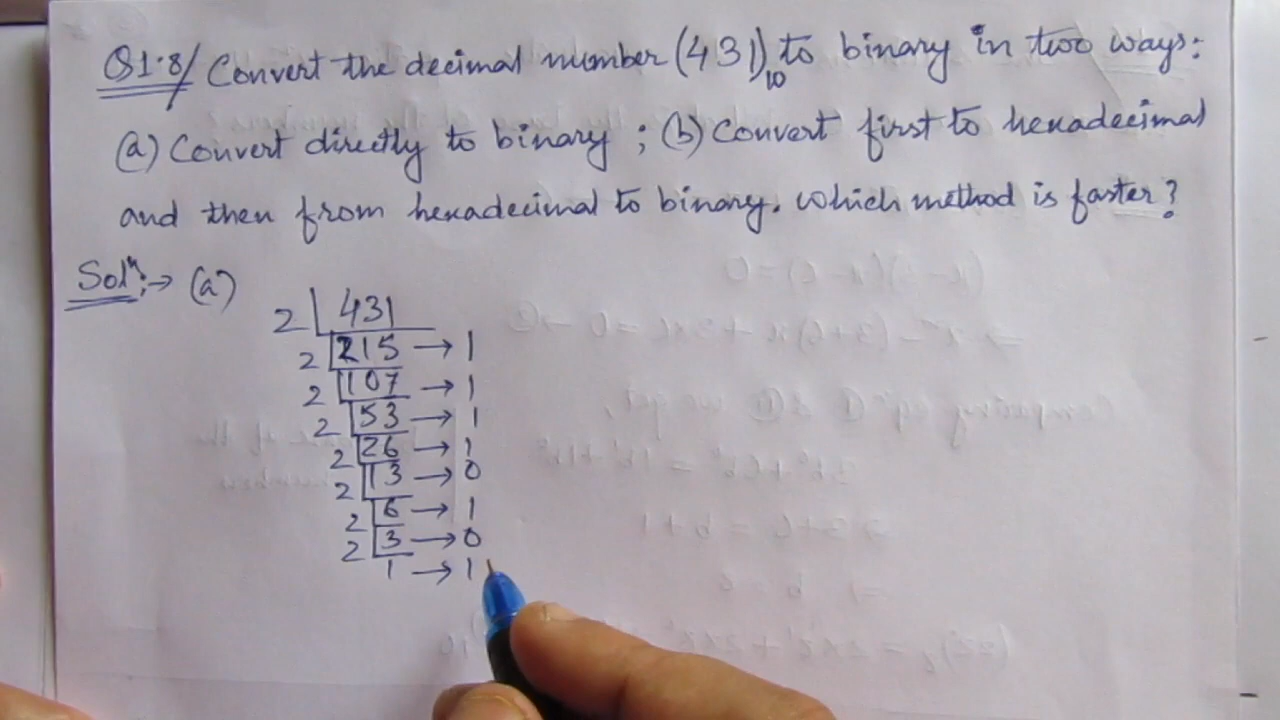 Q1.8/ Convert the decimal number (431)₁₀ to binary in two ways:
(a) Convert directly to binary ; (b) Convert first to hexadecimal
and then from hexadecimal to binary. Which method is faster?
Solⁿ:→ (a)
2 | 431
2 | 215 → 1
2 | 107 → 1
2 | 53 → 1
2 | 26 → 1
2 | 13 → 0
2 | 6 → 1
2 | 3 → 0
1 → 1